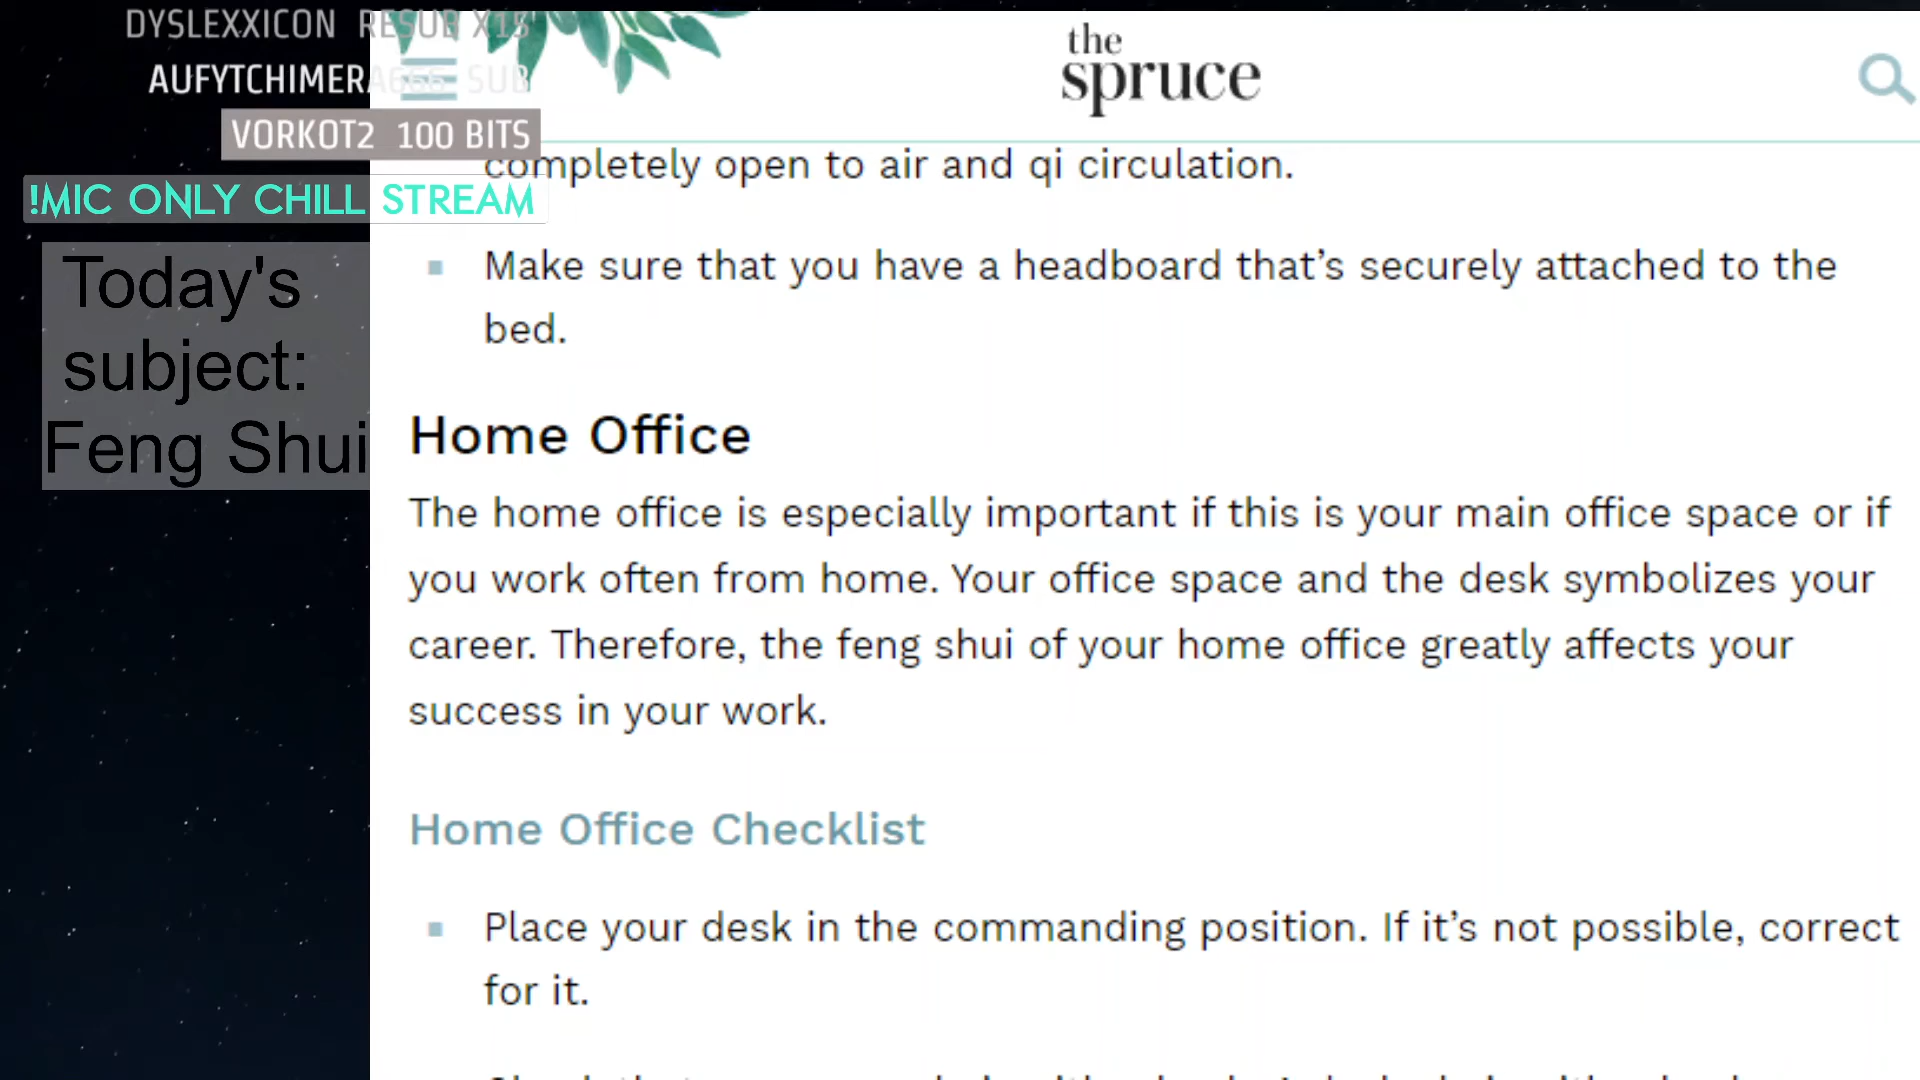 DYSLEXXICON RESUB X15
AUFYTCHIMERA666 SUB
VORKOT2 100 BITS
!MIC ONLY CHILL STREAM
Today's
subject:
Feng Shui
the
spruce
completely open to air and qi circulation.
Make sure that you have a headboard that’s securely attached to the
bed.
Home Office
The home office is especially important if this is your main office space or if
you work often from home. Your office space and the desk symbolizes your
career. Therefore, the feng shui of your home office greatly affects your
success in your work.
Home Office Checklist
Place your desk in the commanding position. If it’s not possible, correct
for it.